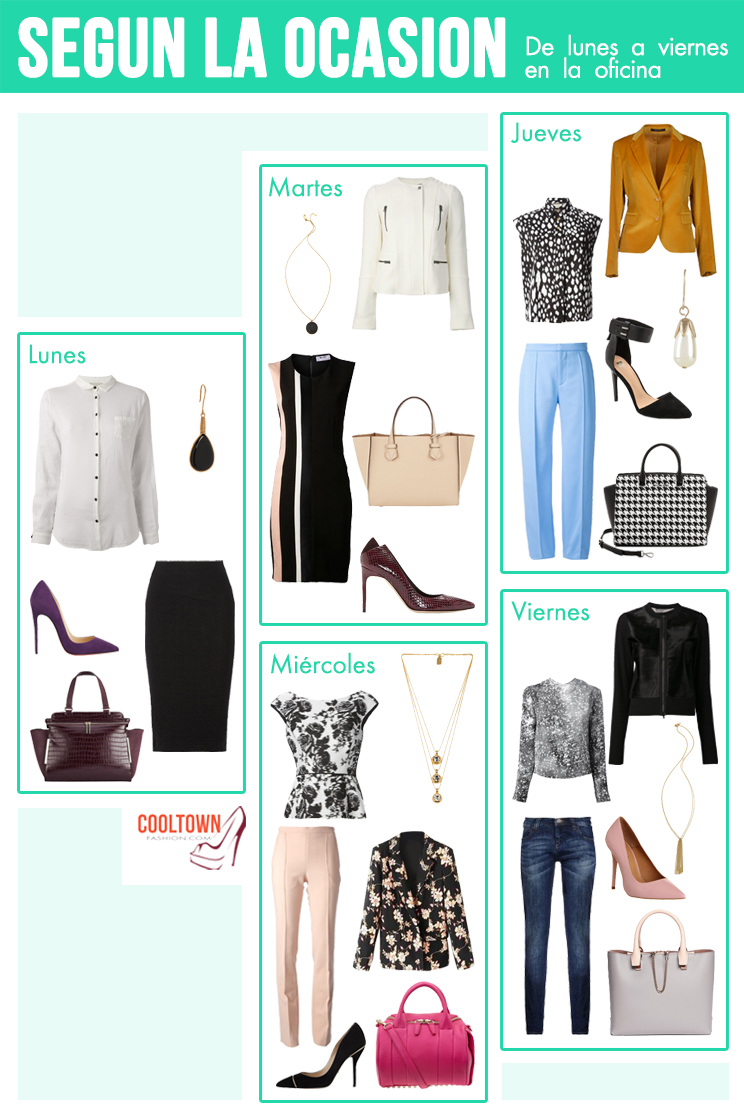 SEGUN LA OCASION
De lunes a viernes
en la oficina
Lunes
Martes
Miércoles
Jueves
Viernes
COOLTOWN
FASHION.COM